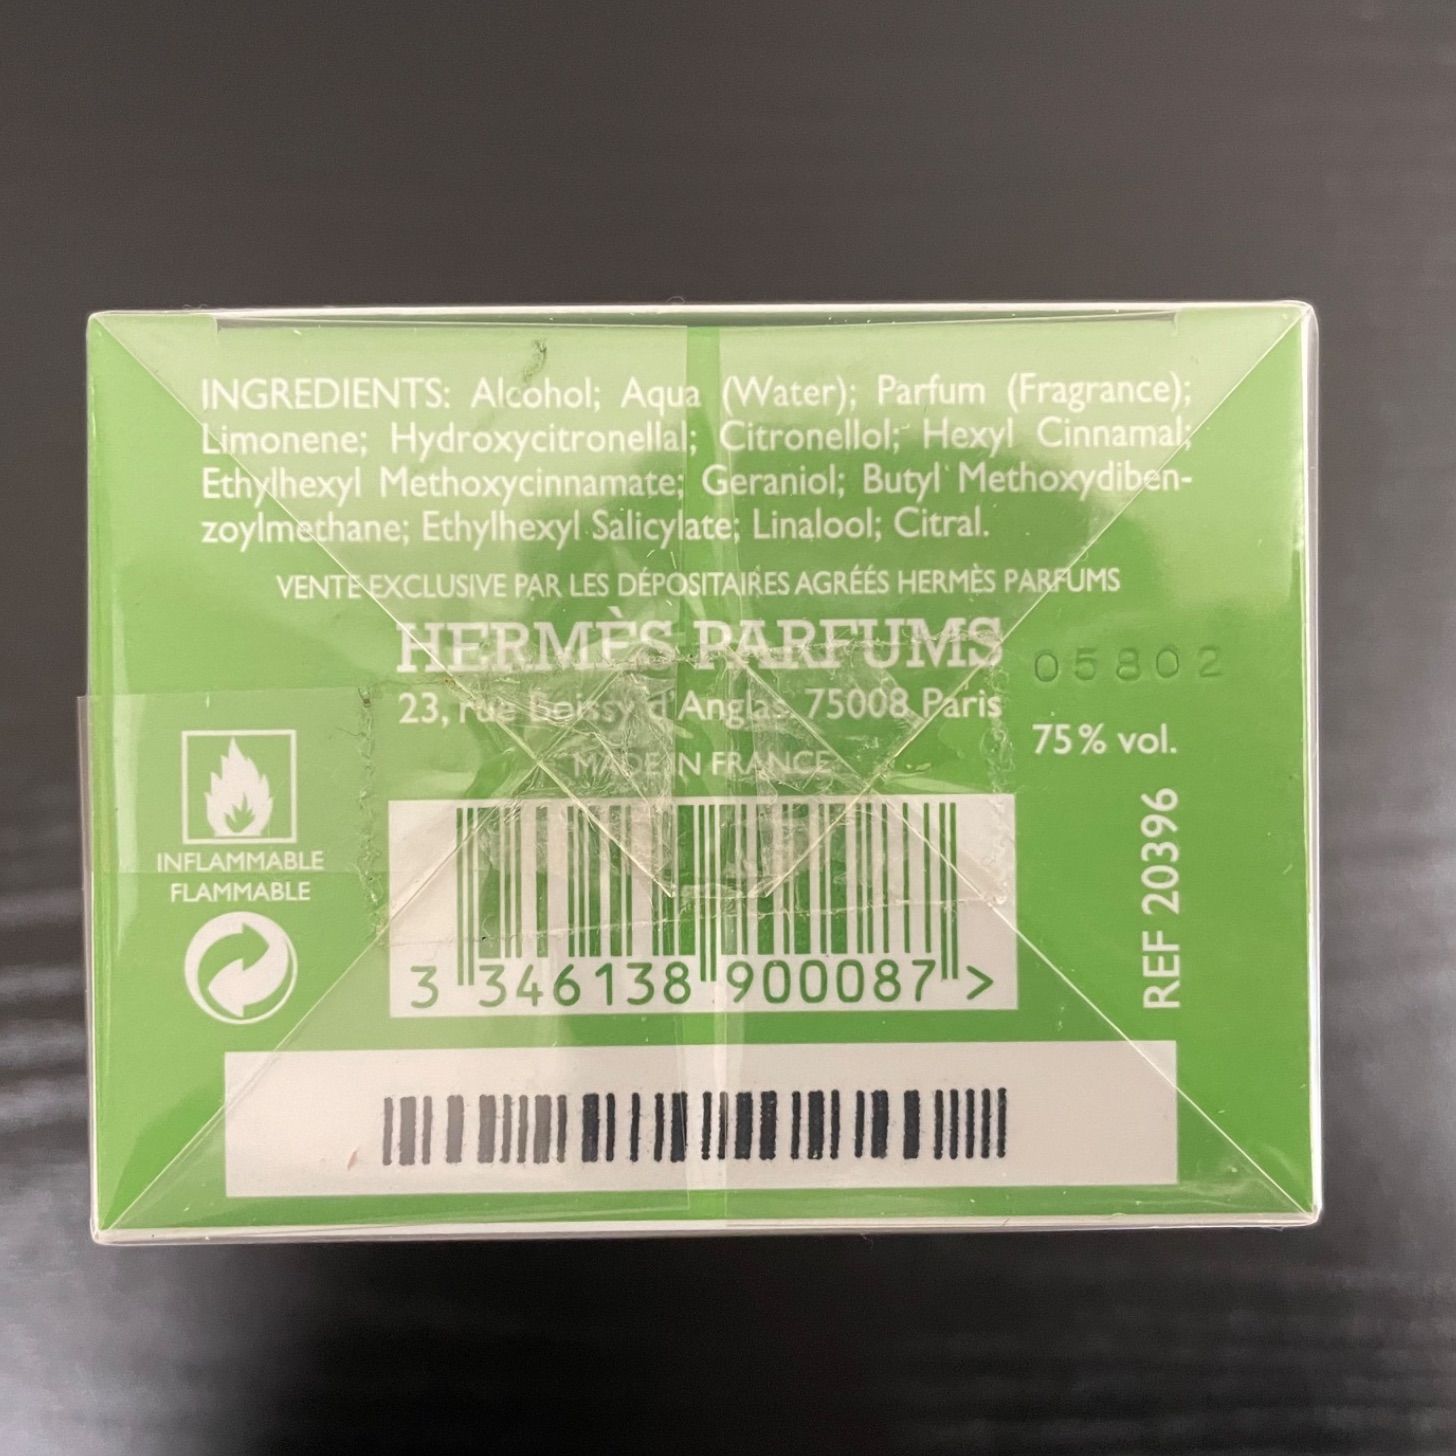 INGREDIENTS: Alcohol; Aqua (Water); Parfum (Fragrance);
Limonene; Hydroxycitronellal; Citronellol; Hexyl Cinnamal;
Ethylhexyl Methoxycinnamate; Geraniol; Butyl Methoxydiben-
zoylmethane; Ethylhexyl Salicylate; Linalool; Citral.
VENTE EXCLUSIVE PAR LES DÉPOSITAIRES AGRÉÉS HERMÈS PARFUMS
HERMÈS PARFUMS
05802
23, rue Boissy d'Anglas 75008 Paris
75% vol.
MADE IN FRANCE
INFLAMMABLE
FLAMMABLE
REF 20396
3 346138 900087 >